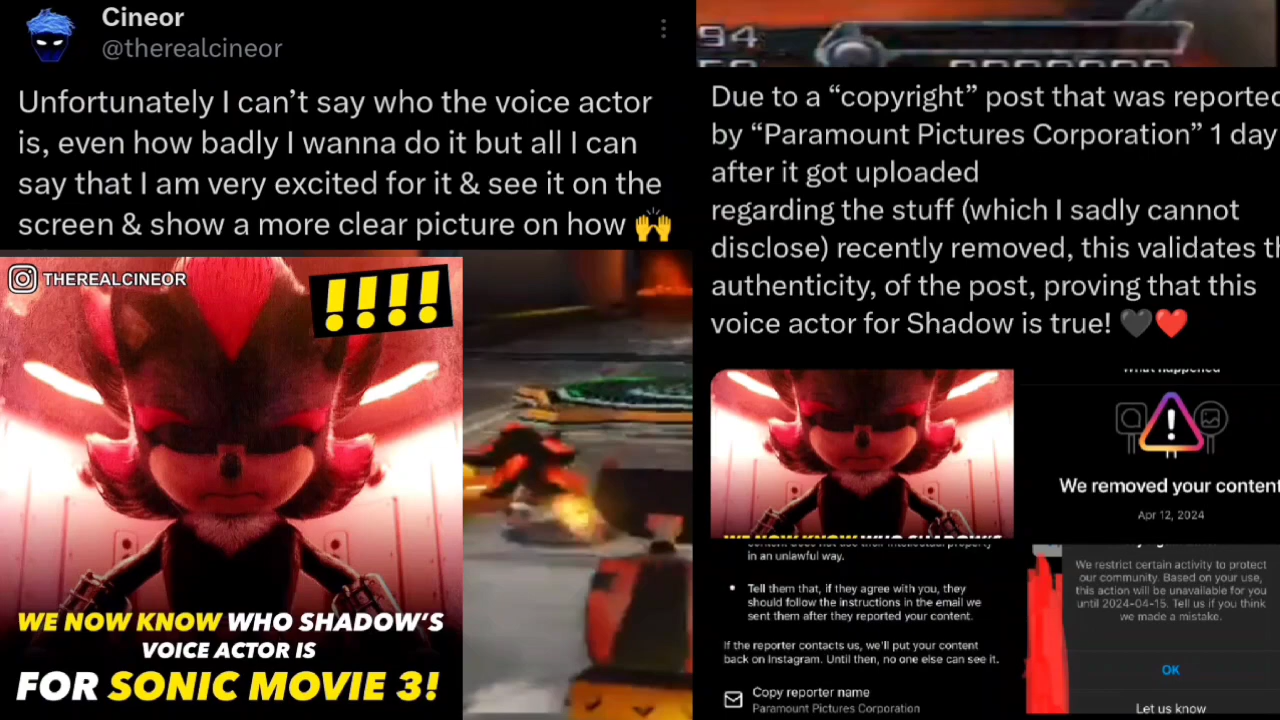 Cineor
@therealcineor
Unfortunately I can’t say who the voice actor
is, even how badly I wanna do it but all I can
say that I am very excited for it & see it on the
screen & show a more clear picture on how 🙌
THEREALCINEOR
!!!!
WE NOW KNOW WHO SHADOW'S
VOICE ACTOR IS
FOR SONIC MOVIE 3!
94
Due to a “copyright” post that was reported
by “Paramount Pictures Corporation” 1 day
after it got uploaded
regarding the stuff (which I sadly cannot
disclose) recently removed, this validates th
authenticity, of the post, proving that this
voice actor for Shadow is true! 🖤❤️
What happened
We removed your content
Apr 12, 2024
WE NOW KNOW WHO SHADOW'S
in an unlawful way.
• Tell them that, if they agree with you, they
should follow the instructions in the email we
sent them after they reported your content.
If the reporter contacts us, we'll put your content
back on Instagram. Until then, no one else can see it.
Copy reporter name
Paramount Pictures Corporation
We restrict certain activity to protect
our community. Based on your use,
this action will be unavailable for you
until 2024-04-15. Tell us if you think
we made a mistake.
OK
Let us know